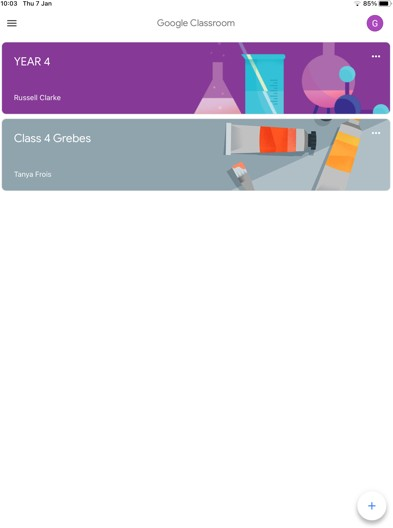 10:03 Thu 7 Jan 85%
Google Classroom
G
YEAR 4
Russell Clarke
Class 4 Grebes
Tanya Frois